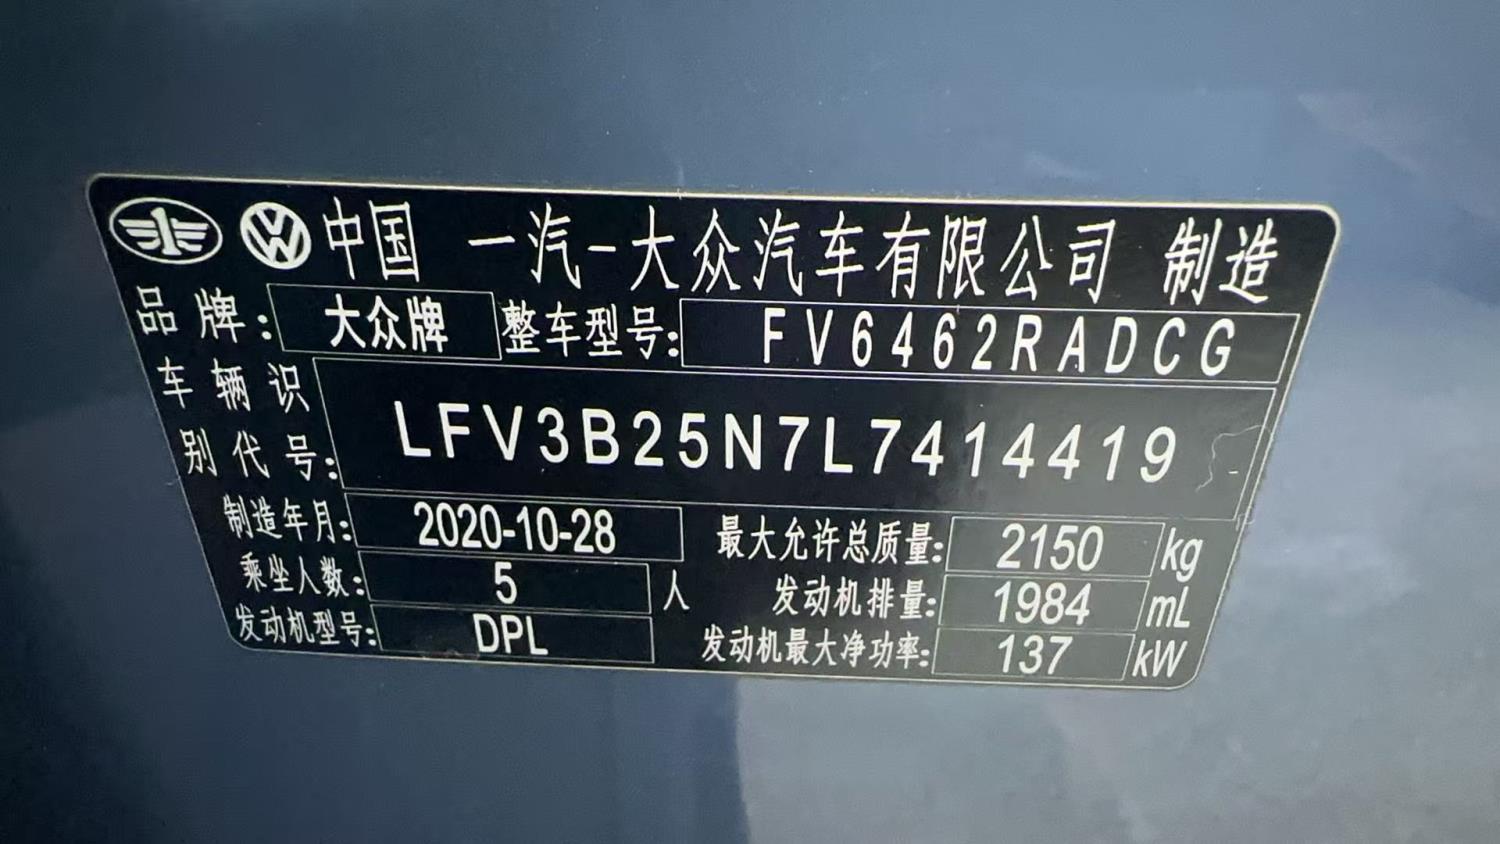 中国 一汽-大众汽车有限公司 制造
品牌: 大众牌 整车型号: FV6462RADCG
车辆识别代号: LFV3B25N7L7414419
制造年月: 2020-10-28 最大允许总质量: 2150 kg
乘坐人数: 5 人 发动机排量: 1984 mL
发动机型号: DPL 发动机最大净功率: 137 kW